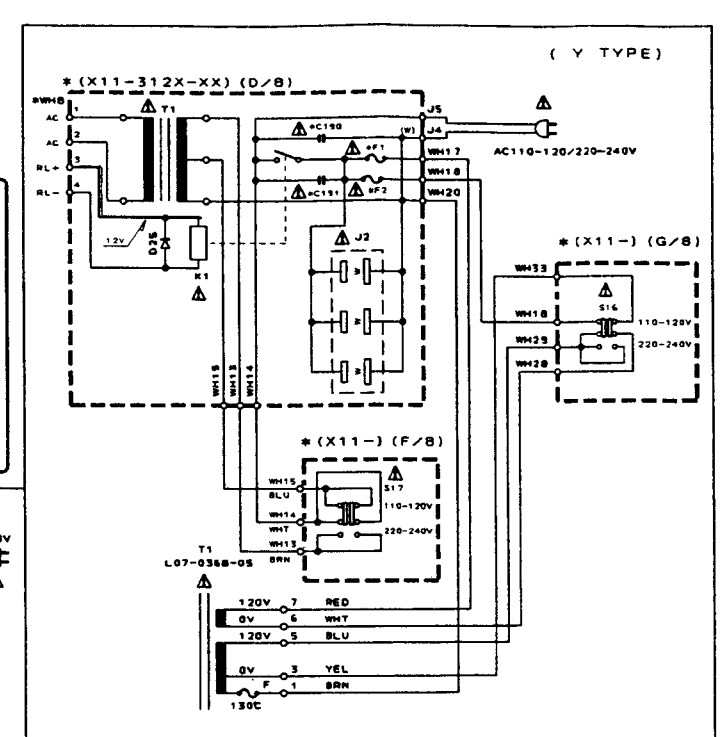 ( Y TYPE)
* (X11-312X-XX) (D/8)
*WH8
1
AC
T1
J5
*C190
(W)
J4
2
AC
*F1
WH17
AC110-120/220-240V
3
RL+
WH18
4
RL-
*C191
*F2
WH20
12V
D25
K1
J2
W
W
W
* (X11-) (G/8)
WH33
S16
WH18
110-120V
WH29
220-240V
WH28
WH15
WH13
WH14
* (X11-) (F/8)
WH15
BLU
S17
110-120V
WH14
WHT
220-240V
WH13
BRN
T1
L07-0368-05
120V 7 RED
0V 6 WHT
120V 5 BLU
0V 3 YEL
F 1 BRN
130℃